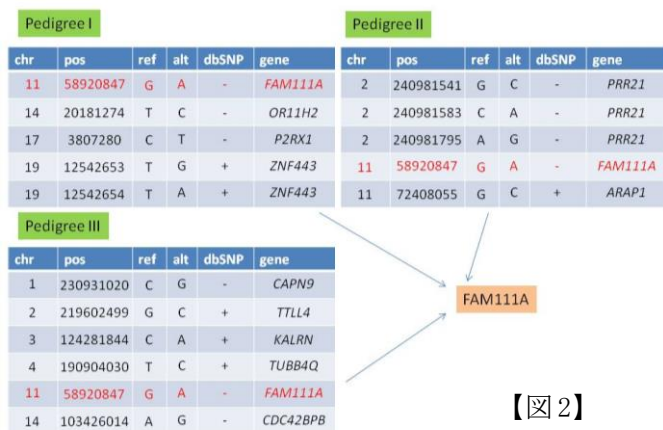 Pedigree I
chr pos ref alt dbSNP gene
11 58920847 G A - FAM111A
14 20181274 T C - OR11H2
17 3807280 C T - P2RX1
19 12542653 T G + ZNF443
19 12542654 T A + ZNF443
Pedigree II
chr pos ref alt dbSNP gene
2 240981541 G C - PRR21
2 240981583 C A - PRR21
2 240981795 A G - PRR21
11 58920847 G A - FAM111A
11 72408055 G C + ARAP1
Pedigree III
chr pos ref alt dbSNP gene
1 230931020 C G - CAPN9
2 219602499 G C + TTLL4
3 124281844 C A + KALRN
4 190904030 T C + TUBB4Q
11 58920847 G A - FAM111A
14 103426014 A G - CDC42BPB
FAM111A
【図2】